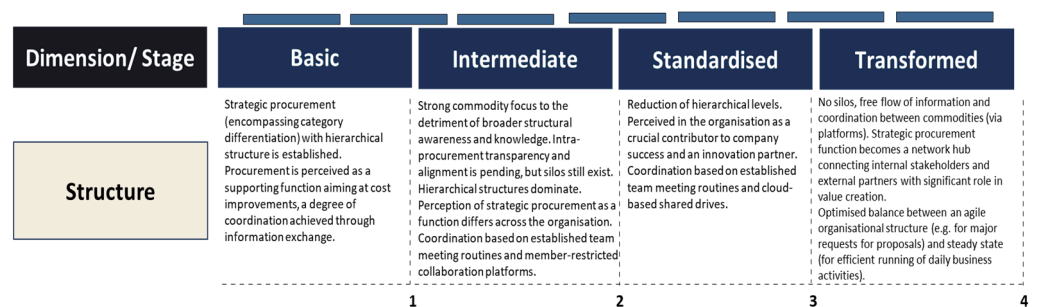 Dimension/ Stage
Basic
Intermediate
Standardised
Transformed
Structure
Strategic procurement
(encompassing category
differentiation) with hierarchical
structure is established.
Procurement is perceived as a
supporting function aiming at cost
improvements, a degree of
coordination achieved through
information exchange.
Strong commodity focus to the
detriment of broader structural
awareness and knowledge. Intra-
procurement transparency and
alignment is pending, but silos still exist.
Hierarchical structures dominate.
Perception of strategic procurement as a
function differs across the organisation.
Coordination based on established team
meeting routines and member-restricted
collaboration platforms.
Reduction of hierarchical levels.
Perceived in the organisation as a
crucial contributor to company
success and an innovation partner.
Coordination based on established
team meeting routines and cloud-
based shared drives.
No silos, free flow of information and
coordination between commodities (via
platforms). Strategic procurement
function becomes a network hub
connecting internal stakeholders and
external partners with significant role in
value creation.
Optimised balance between an agile
organisational structure (e.g. for major
requests for proposals) and steady state
(for efficient running of daily business
activities).
1
2
3
4